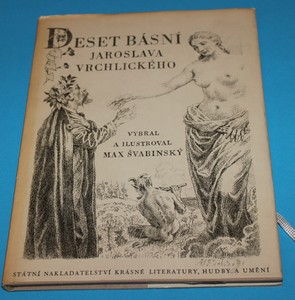 DESET BÁSNÍ
JAROSLAVA
VRCHLICKÉHO
VYBRAL
A ILUSTROVAL
MAX ŠVABINSKÝ
STÁTNÍ NAKLADATELSTVÍ KRÁSNÉ LITERATURY, HUDBY A UMĚNÍ